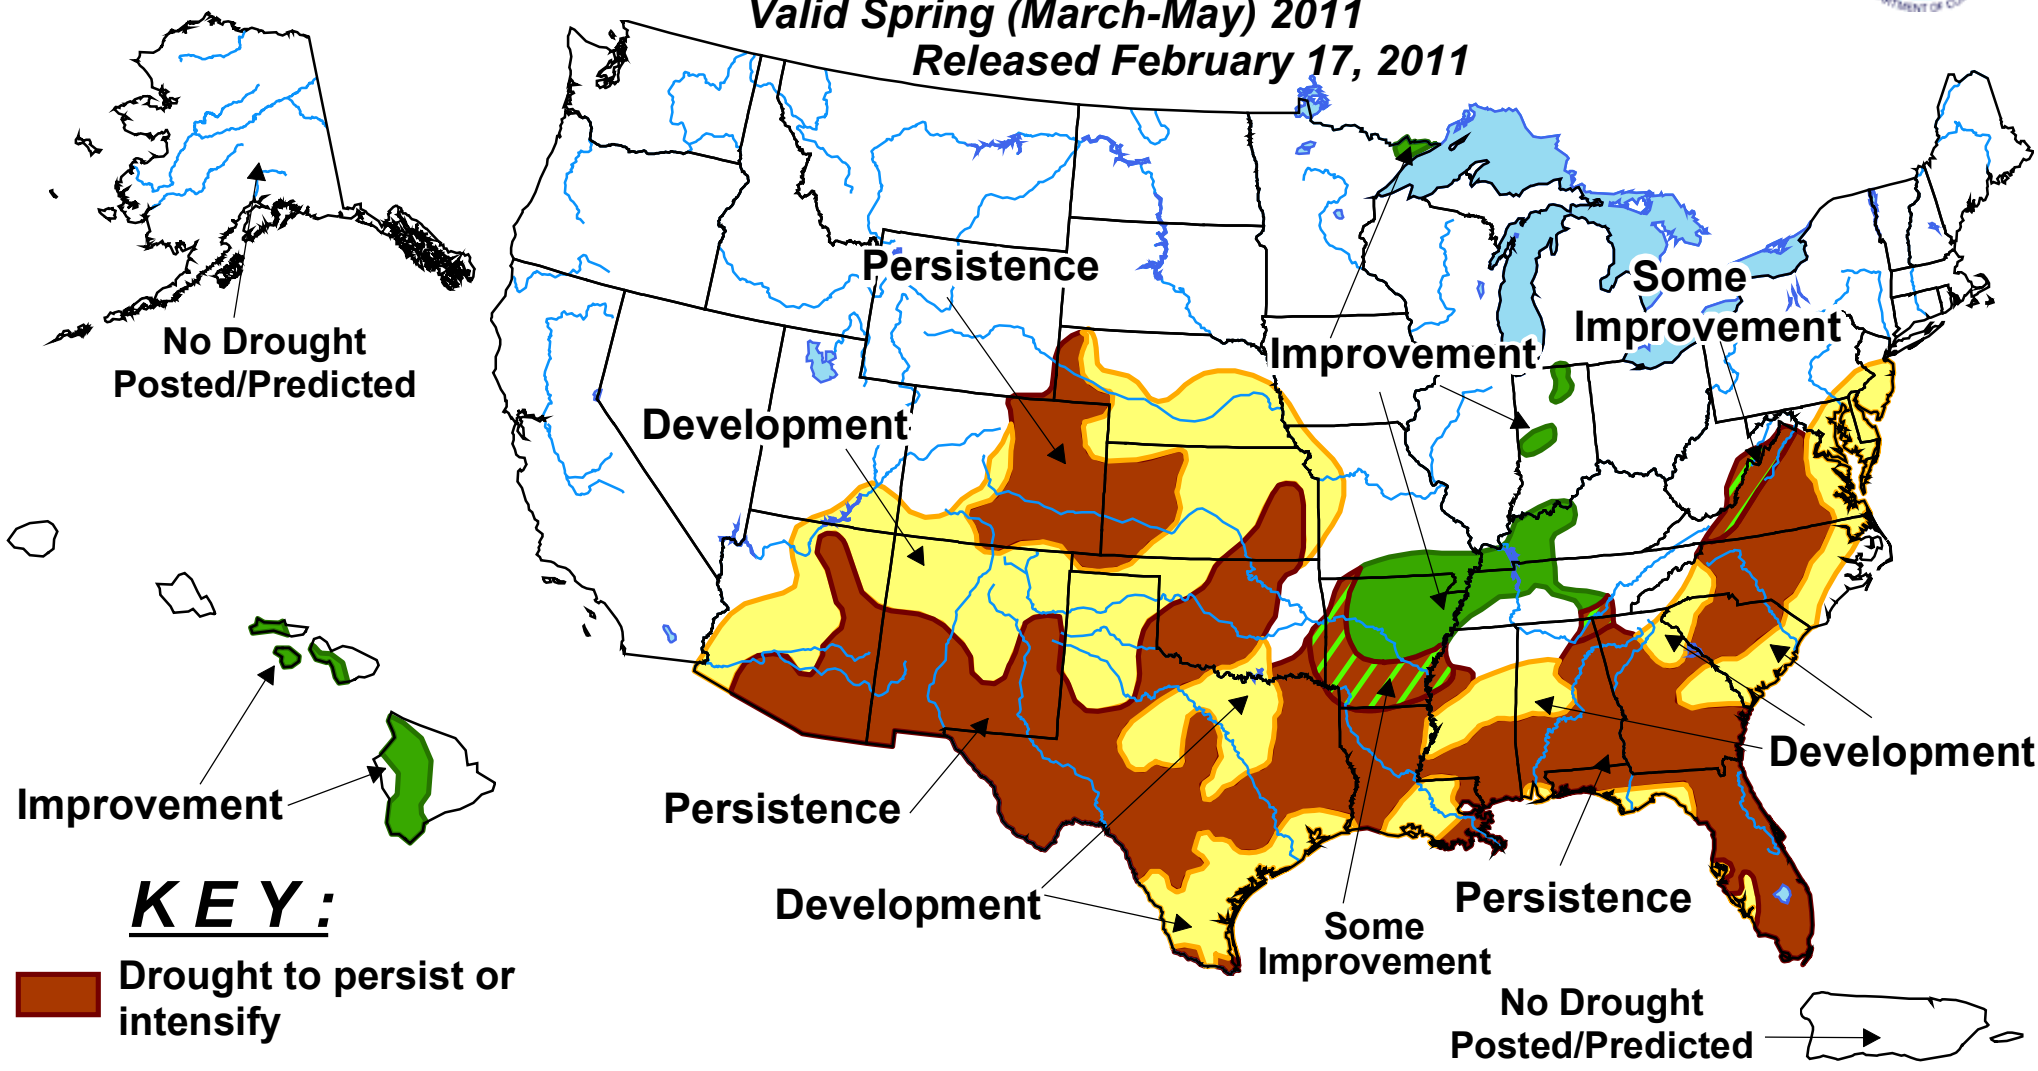 Valid Spring (March-May) 2011
Released February 17, 2011
Persistence
Some
Improvement
No Drought
Posted/Predicted
Improvement
Development
Development
Improvement
Persistence
Development
Some
Improvement
Persistence
KEY:
Drought to persist or
intensify
No Drought
Posted/Predicted